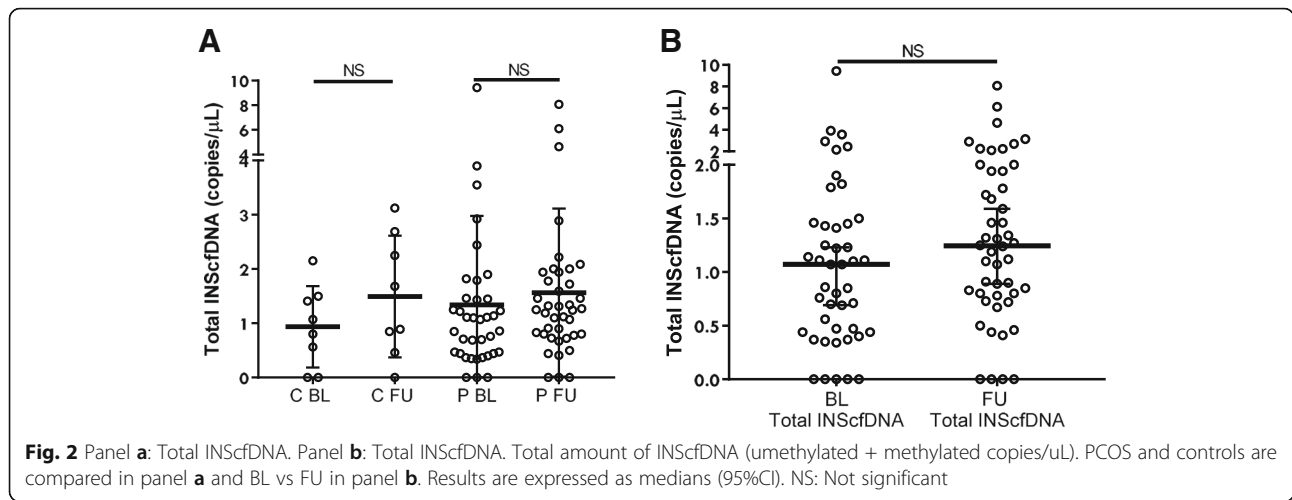 A
B
NS
NS
NS
Total INScfDNA (copies/μL)
10
8
6
4
4
3
2
1
0
C BL
C FU
P BL
P FU
Total INScfDNA (copies/μL)
10
8
6
4
2
2.0
1.5
1.0
0.5
0.0
BL
FU
Total INScfDNA
Total INScfDNA
Fig. 2 Panel a: Total INScfDNA. Panel b: Total INScfDNA. Total amount of INScfDNA (umethylated + methylated copies/uL). PCOS and controls are
compared in panel a and BL vs FU in panel b. Results are expressed as medians (95%CI). NS: Not significant